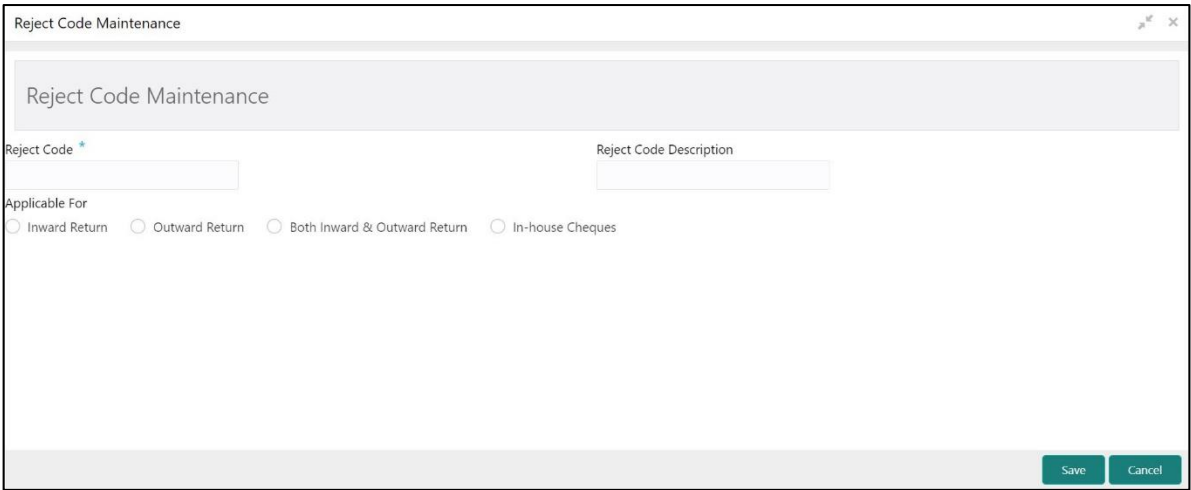 Reject Code Maintenance
Reject Code Maintenance
Reject Code *
Reject Code Description
Applicable For
Inward Return Outward Return Both Inward & Outward Return In-house Cheques
Save Cancel